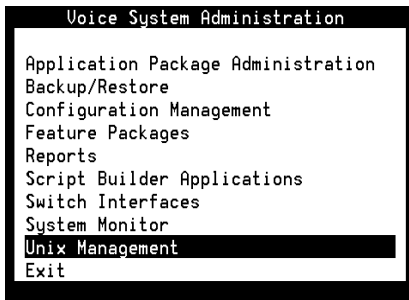 Voice System Administration
Application Package Administration
Backup/Restore
Configuration Management
Feature Packages
Reports
Script Builder Applications
Switch Interfaces
System Monitor
Unix Management
Exit